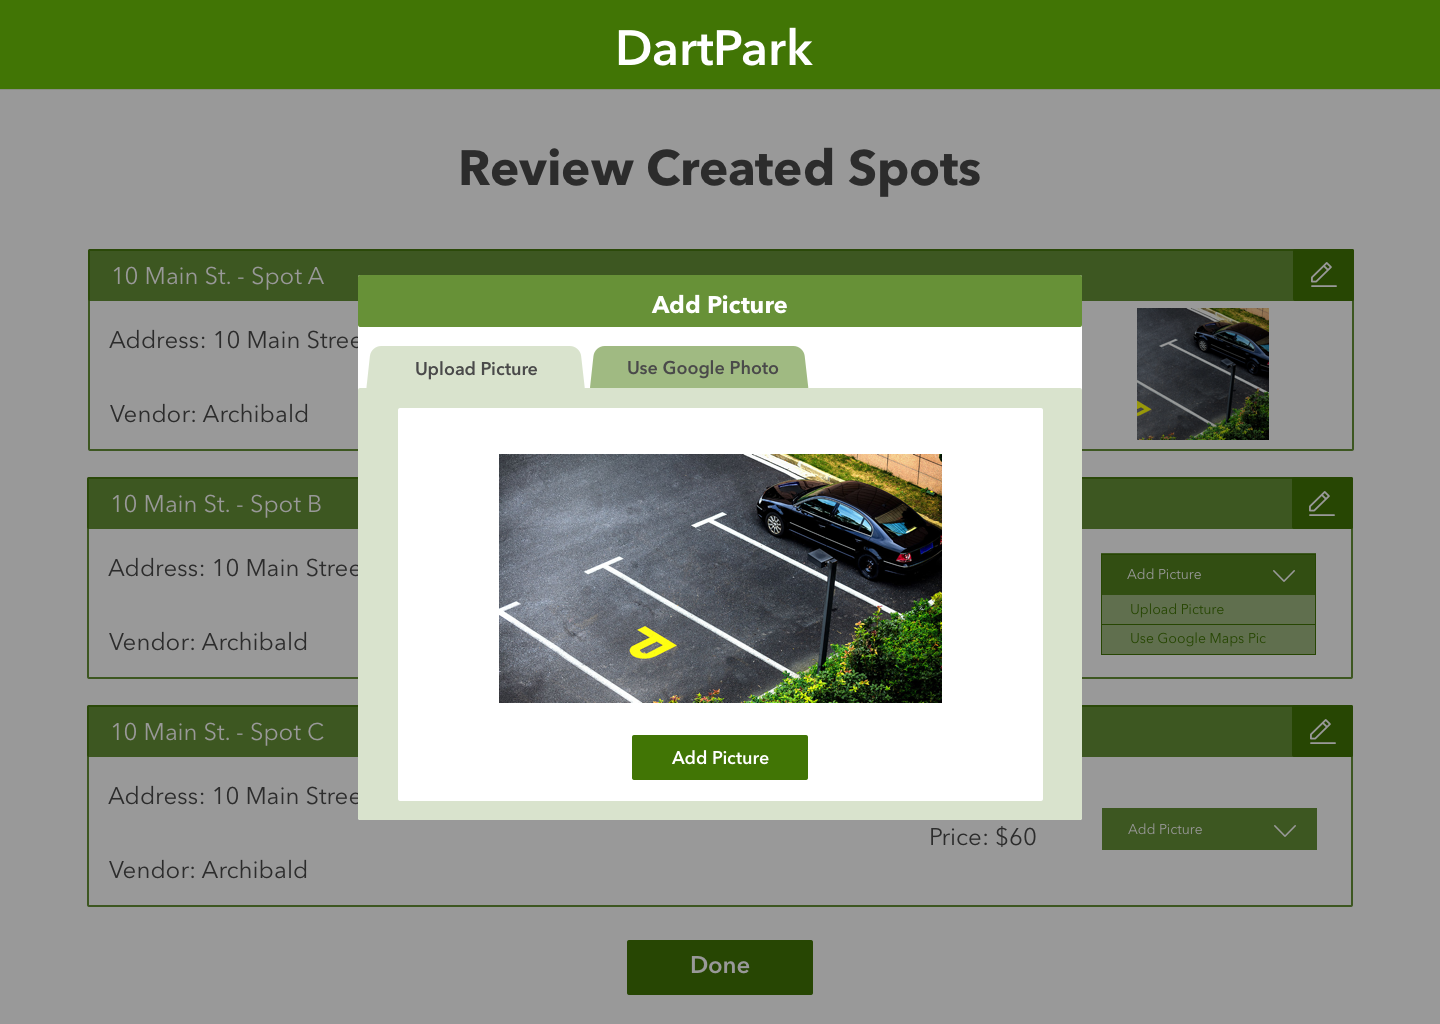 DartPark
Review Created Spots
10 Main St. - Spot A
Address: 10 Main Stree
Vendor: Archibald
Add Picture
Upload Picture
Use Google Photo
Add Picture
10 Main St. - Spot B
Address: 10 Main Stree
Vendor: Archibald
Add Picture
Upload Picture
Use Google Maps Pic
10 Main St. - Spot C
Address: 10 Main Stree
Vendor: Archibald
Price: $60
Add Picture
Done